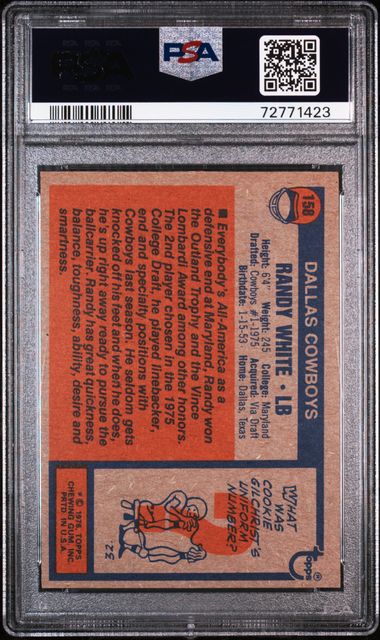 PSA
72771423
158
DALLAS COWBOYS
RANDY WHITE • LB
Height: 6'4" Weight: 245 College: Maryland
Drafted: Cowboys #1-1975 Acquired: Via Draft
Birthdate: 1-15-53 Home: Dallas, Texas
■ Everybody's All-America as a
defensive end at Maryland, Randy won
the Outland Trophy and the Vince
Lombardi Award among other honors.
The 2nd player chosen in the 1975
College Draft, he played linebacker,
end and specialty positions with
Cowboys last season. He seldom gets
knocked off his feet and when he does,
he's up right away ready to pursue the
ballcarrier. Randy has great quickness,
balance, toughness, ability, desire and
smartness.
topps®
WHAT
WAS
COOKIE
GILCHRIST'S
UNIFORM
NUMBER?
?
32
* © 1976, TOPPS
CHEWING GUM, INC.
PRTD. IN U.S.A.